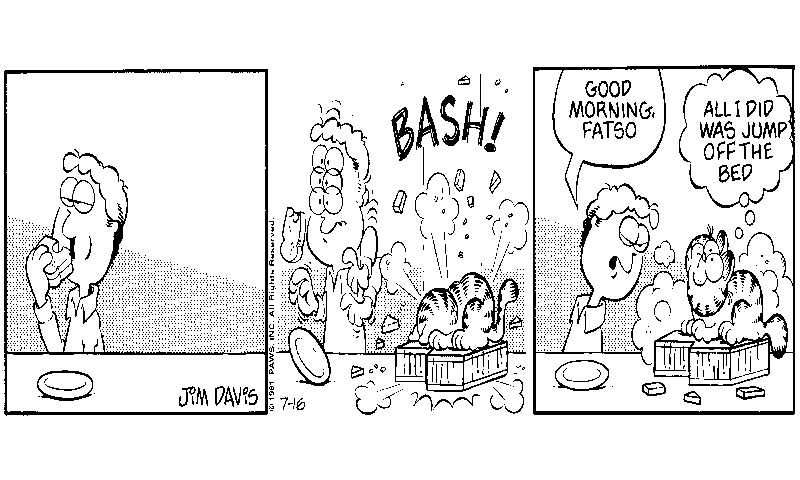 JIM DAVIS
© 1981 PAWS, INC. All Rights Reserved.
BASH!
7-16
GOOD
MORNING,
FATSO
ALL I DID
WAS JUMP
OFF THE
BED